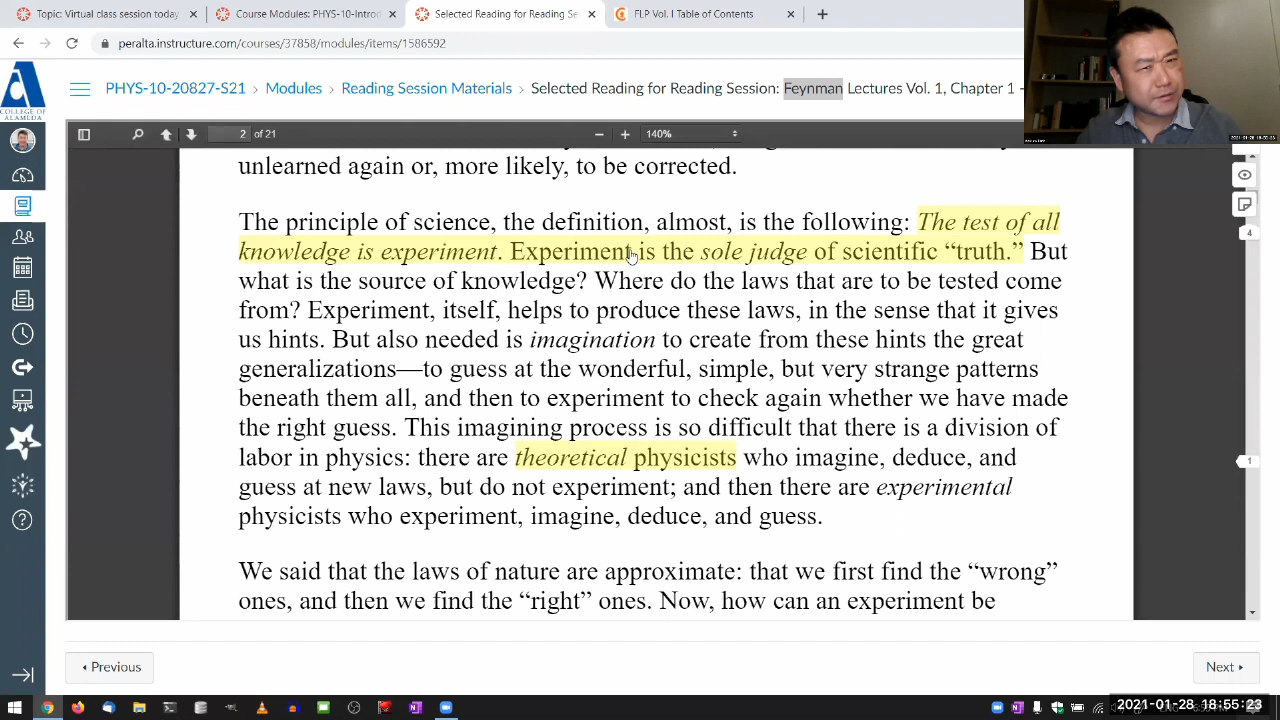 Topic: Virtual class session today
Course Modules: PHYS-10-Introd
Selected Reading for Reading Se
FLP Vol. I Table of Contents
peralta.instructure.com/courses/37858/modules/items/1586592
COLLEGE OF ALAMEDA
PHYS-10-20827-S21 > Modules > Reading Session Materials > Selected Reading for Reading Session: Feynman Lectures Vol. 1, Chapter 1 -
2 of 21
140%
unlearned again or, more likely, to be corrected.
The principle of science, the definition, almost, is the following: The test of all
knowledge is experiment. Experiment is the sole judge of scientific “truth.” But
what is the source of knowledge? Where do the laws that are to be tested come
from? Experiment, itself, helps to produce these laws, in the sense that it gives
us hints. But also needed is imagination to create from these hints the great
generalizations—to guess at the wonderful, simple, but very strange patterns
beneath them all, and then to experiment to check again whether we have made
the right guess. This imagining process is so difficult that there is a division of
labor in physics: there are theoretical physicists who imagine, deduce, and
guess at new laws, but do not experiment; and then there are experimental
physicists who experiment, imagine, deduce, and guess.
We said that the laws of nature are approximate: that we first find the “wrong”
ones, and then we find the “right” ones. Now, how can an experiment be
4
1
Previous
Next
2021-01-28 18:55:23